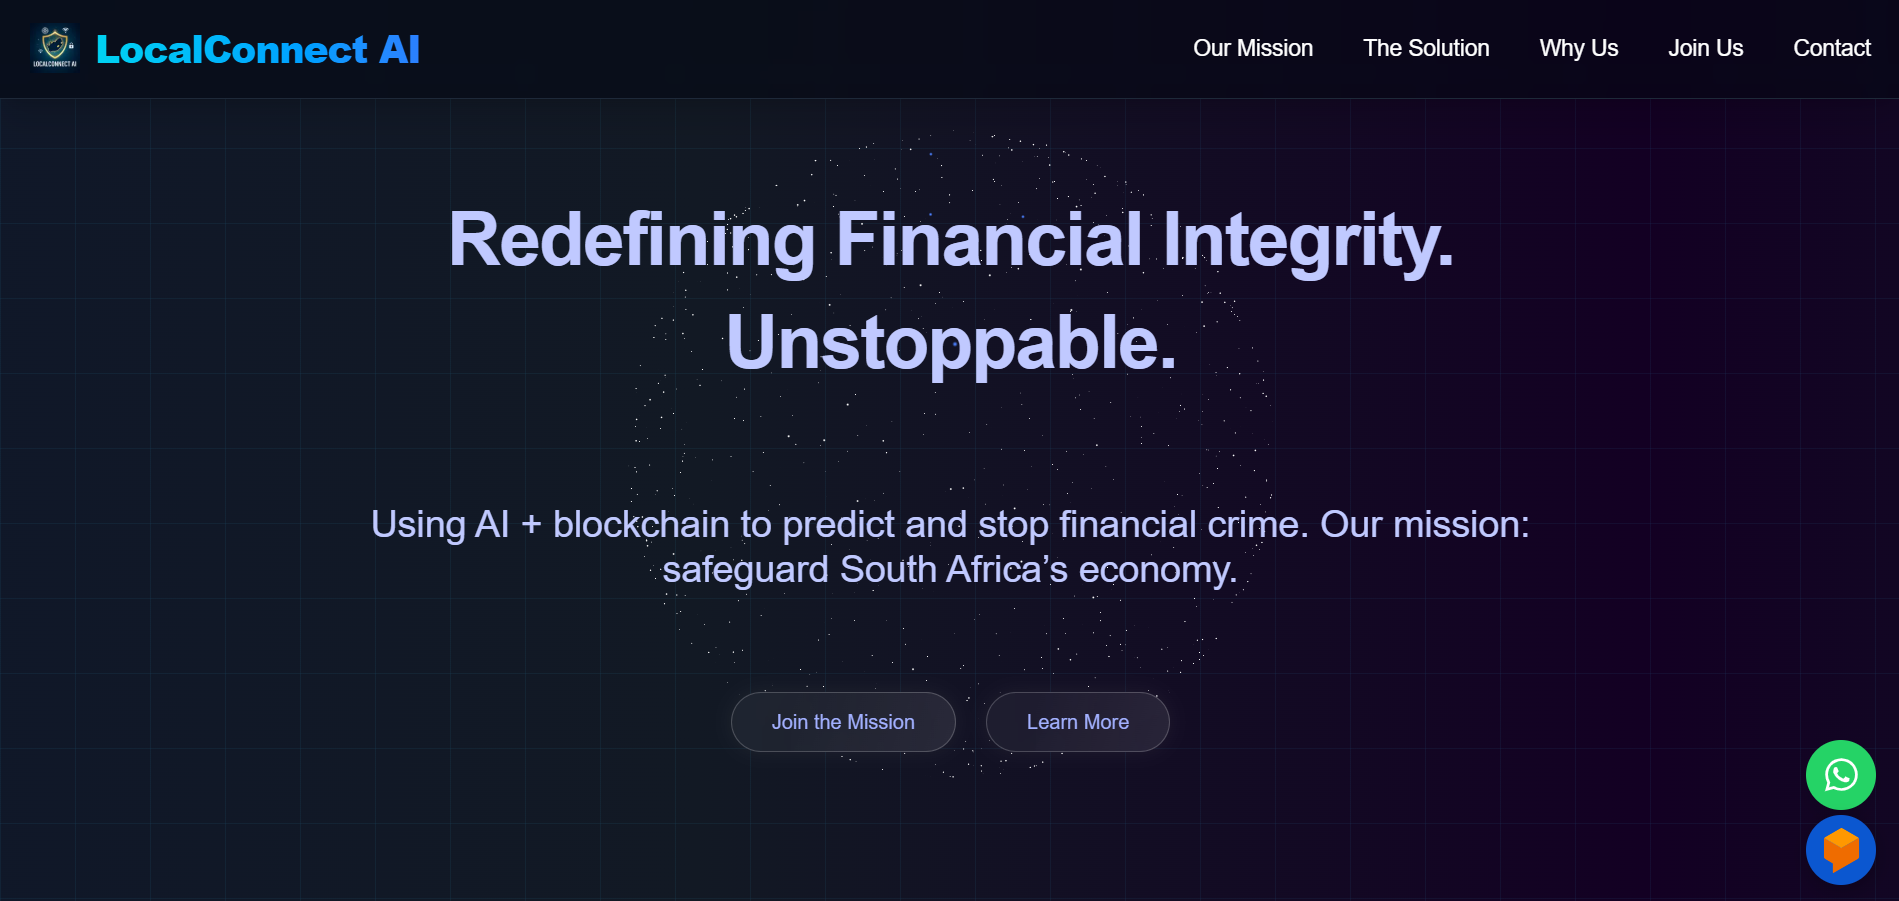 LOCALCONNECT AI
LocalConnect AI
Our Mission
The Solution
Why Us
Join Us
Contact
Redefining Financial Integrity.
Unstoppable.
Using AI + blockchain to predict and stop financial crime. Our mission:
safeguard South Africa’s economy.
Join the Mission
Learn More